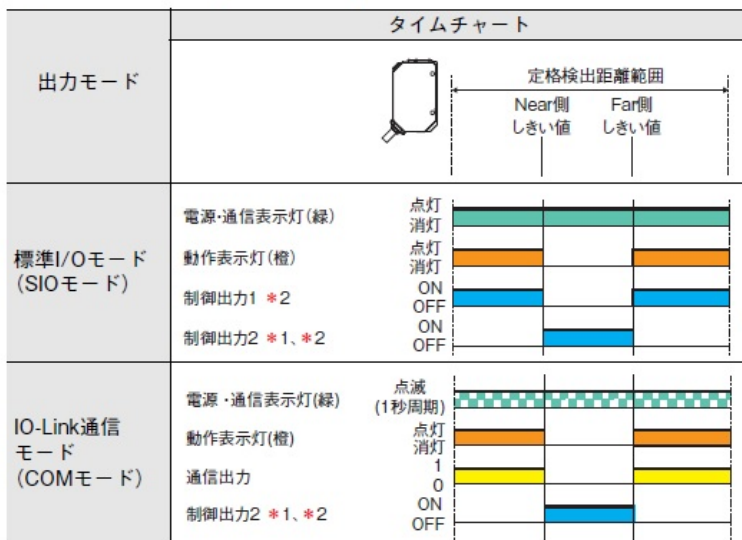 タイムチャート
出力モード
定格検出距離範囲
Near側
しきい値
Far側
しきい値
標準I/Oモード
(SIOモード)
電源・通信表示灯(緑)
点灯
消灯
動作表示灯(橙)
点灯
消灯
制御出力1 *2
ON
OFF
制御出力2 *1、*2
ON
OFF
IO-Link通信
モード
(COMモード)
電源・通信表示灯(緑)
点滅
(1秒周期)
動作表示灯(橙)
点灯
消灯
通信出力
1
0
制御出力2 *1、*2
ON
OFF